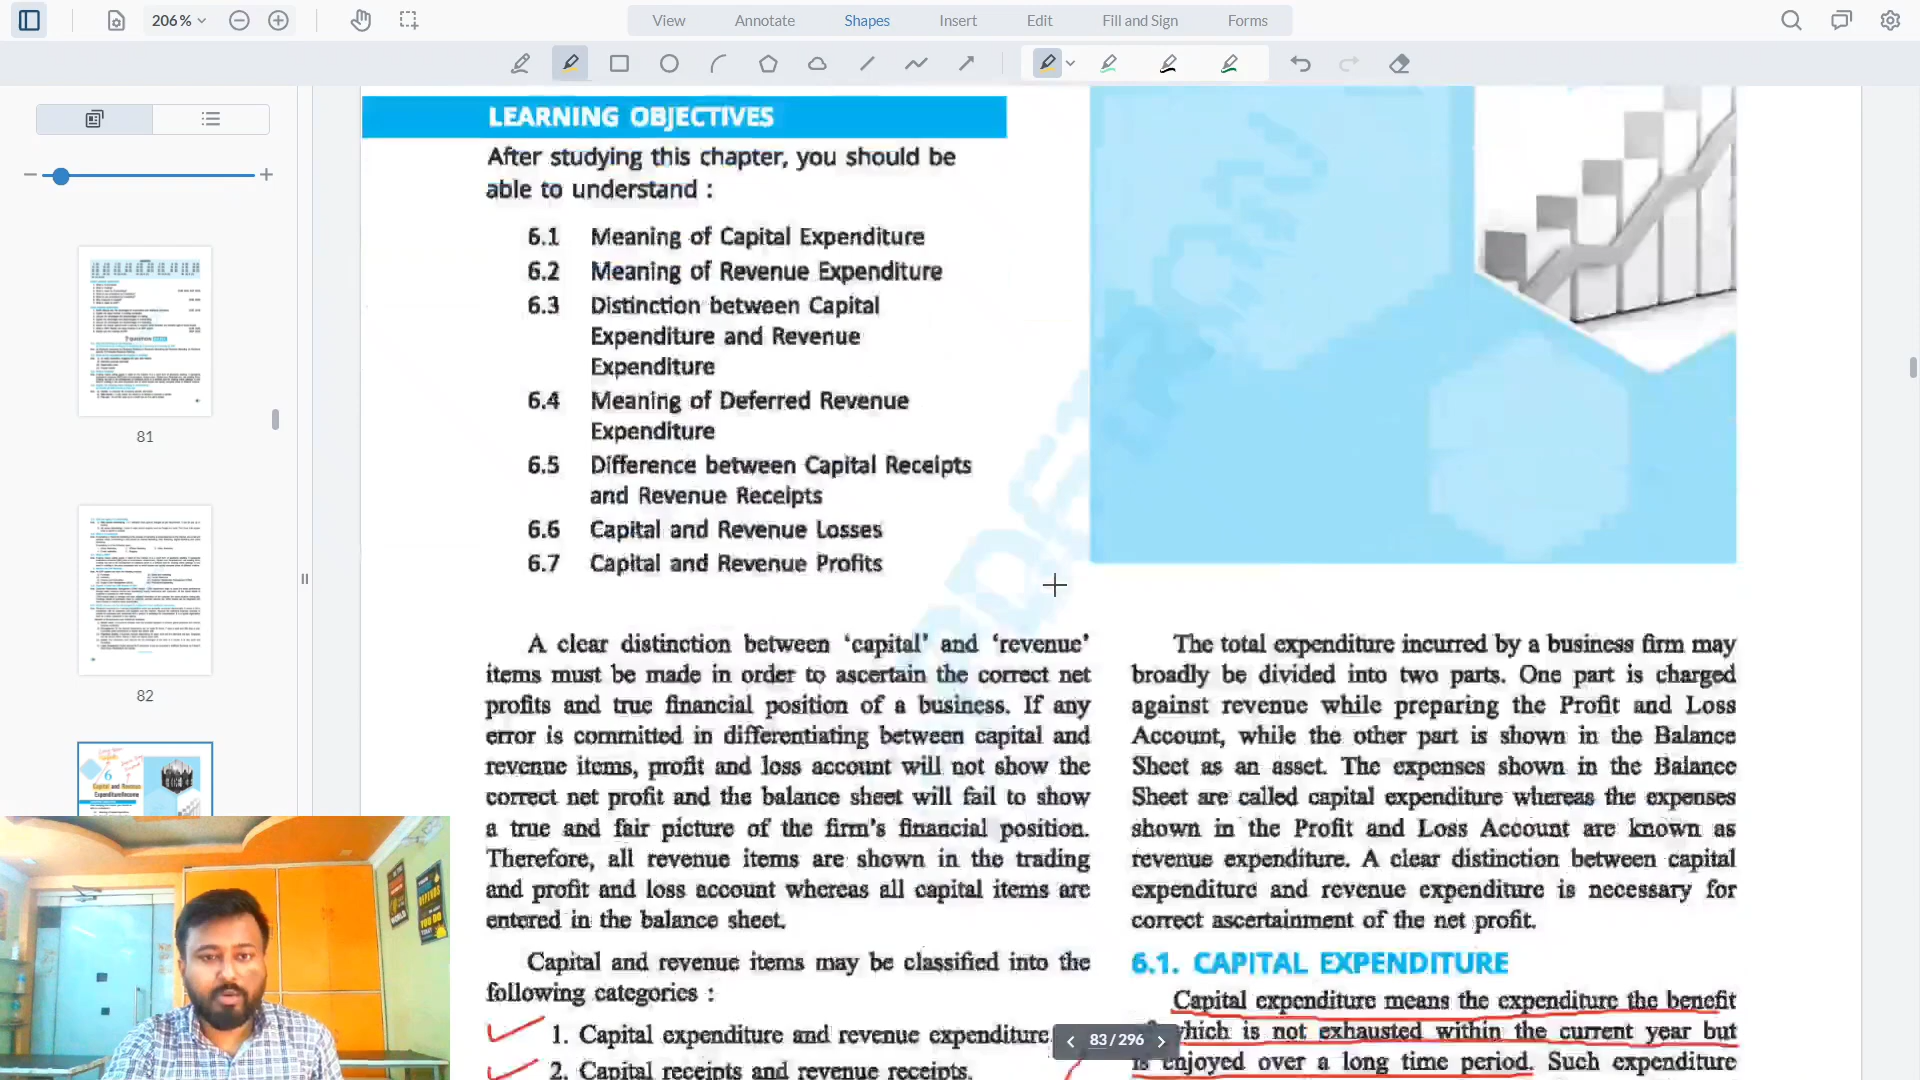 206 %
View
Annotate
Shapes
Insert
Edit
Fill and Sign
Forms
81
82
LEARNING OBJECTIVES
After studying this chapter, you should be
able to understand :
6.1 Meaning of Capital Expenditure
6.2 Meaning of Revenue Expenditure
6.3 Distinction between Capital
Expenditure and Revenue
Expenditure
6.4 Meaning of Deferred Revenue
Expenditure
6.5 Difference between Capital Receipts
and Revenue Receipts
6.6 Capital and Revenue Losses
6.7 Capital and Revenue Profits
A clear distinction between ‘capital’ and ‘revenue’
items must be made in order to ascertain the correct net
profits and true financial position of a business. If any
error is committed in differentiating between capital and
revenue items, profit and loss account will not show the
correct net profit and the balance sheet will fail to show
a true and fair picture of the firm's financial position.
Therefore, all revenue items are shown in the trading
and profit and loss account whereas all capital items are
entered in the balance sheet.
Capital and revenue items may be classified into the
following categories :
1. Capital expenditure and revenue expenditure
2. Capital receipts and revenue receipts.
The total expenditure incurred by a business firm may
broadly be divided into two parts. One part is charged
against revenue while preparing the Profit and Loss
Account, while the other part is shown in the Balance
Sheet as an asset. The expenses shown in the Balance
Sheet are called capital expenditure whereas the expenses
shown in the Profit and Loss Account are known as
revenue expenditure. A clear distinction between capital
expenditure and revenue expenditure is necessary for
correct ascertainment of the net profit.
6.1. CAPITAL EXPENDITURE
Capital expenditure means the expenditure the benefit
which is not exhausted within the current year but
is enjoyed over a long time period. Such expenditure
83 / 296